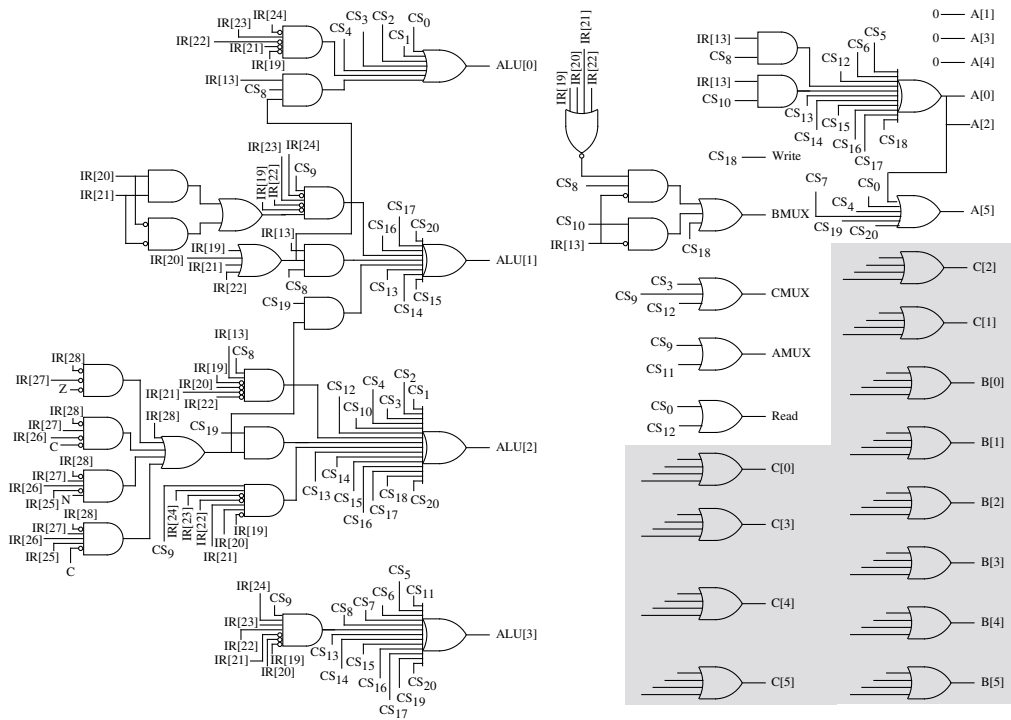 IR[24]
IR[23]
IR[22]
IR[21]
IR[19]
CS4
CS3
CS2
CS0
CS1
ALU[0]
IR[13]
CS8
IR[20]
IR[21]
IR[23]
IR[24]
IR[19]
IR[22]
CS9
IR[19]
IR[20]
IR[21]
IR[22]
IR[13]
CS8
CS16
CS17
CS20
ALU[1]
CS13
CS14
CS15
CS19
IR[28]
IR[27]
Z
IR[28]
IR[27]
IR[26]
C
IR[28]
IR[27]
IR[26]
IR[25]
N
IR[28]
IR[27]
IR[26]
IR[25]
C
IR[28]
IR[13]
CS8
IR[19]
IR[20]
IR[21]
IR[22]
CS19
CS9
IR[24]
IR[23]
IR[22]
IR[21]
IR[20]
IR[19]
CS12
CS10
CS4
CS3
CS2
CS1
ALU[2]
CS13
CS14
CS15
CS16
CS17
CS18
CS20
IR[24]
CS9
IR[23]
IR[22]
IR[21]
IR[20]
IR[19]
CS8
CS7
CS6
CS5
CS11
ALU[3]
CS13
CS14
CS15
CS16
CS17
CS19
CS20
IR[19]
IR[20]
IR[21]
IR[22]
CS8
CS10
IR[13]
CS18
BMUX
CS3
CS9
CS12
CMUX
CS9
CS11
AMUX
CS0
CS12
Read
IR[13]
CS8
IR[13]
CS10
CS12
CS6
CS5
CS13
CS14
CS15
CS16
CS17
CS18
A[0]
A[2]
0 A[1]
0 A[3]
0 A[4]
CS18 Write
CS7
CS0
CS4
CS19
CS20
A[5]
C[2]
C[1]
B[0]
B[1]
B[2]
B[3]
B[4]
B[5]
C[0]
C[3]
C[4]
C[5]